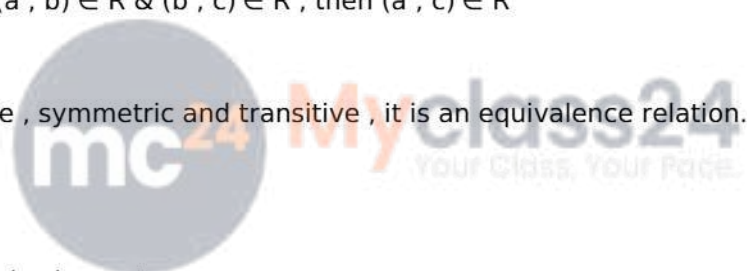 (a , b) ∈ R & (b , c) ∈ R , then (a , c) ∈ R
e , symmetric and transitive , it is an equivalence relation.
mc24 Myclass24
Your Class, Your Pace.